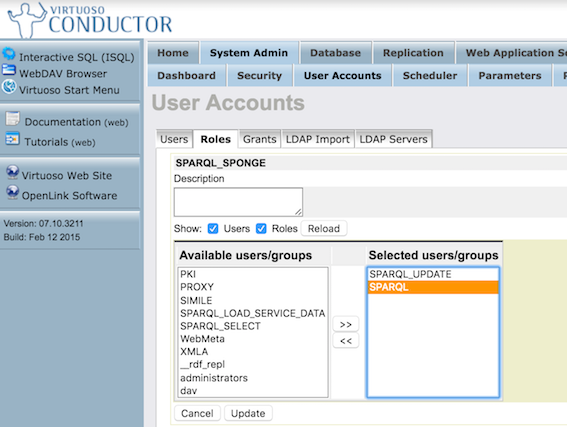 VIRTUOSO
CONDUCTOR
Interactive SQL (ISQL)
WebDAV Browser
Virtuoso Start Menu
Documentation (web)
Tutorials (web)
Virtuoso Web Site
OpenLink Software
Version: 07.10.3211
Build: Feb 12 2015
Home System Admin Database Replication Web Application Se
Dashboard Security User Accounts Scheduler Parameters
User Accounts
Users Roles Grants LDAP Import LDAP Servers
SPARQL_SPONGE
Description
Show: Users Roles Reload
Available users/groups Selected users/groups
PKI
PROXY
SIMILE
SPARQL_LOAD_SERVICE_DATA
SPARQL_SELECT
WebMeta
XMLA
__rdf_repl
administrators
dav
>>
<<
SPARQL_UPDATE
SPARQL
Cancel Update